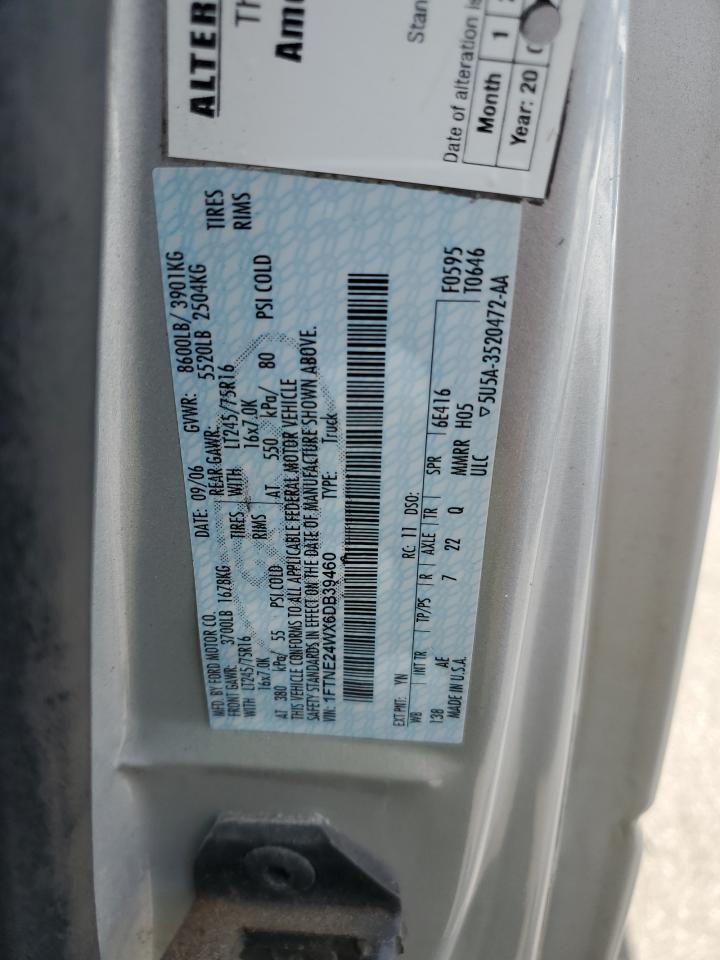 ALTER
Th
Am
Stan
Date of alteration is
Month 1
Year: 20 0
MFD. BY FORD MOTOR CO. DATE: 09/06 GVWR: 8600LB/ 3901KG
FRONT GAWR: 3700LB 1678KG REAR GAWR: 5520LB 2504KG
WITH LT245/75R16 TIRES WITH LT245/75R16 TIRES
16x7.0K RIMS 16x7.0K RIMS
AT 380 kPa/ 55 PSI COLD AT 550 kPa/ 80 PSI COLD
THIS VEHICLE CONFORMS TO ALL APPLICABLE FEDERAL MOTOR VEHICLE
SAFETY STANDARDS IN EFFECT ON THE DATE OF MANUFACTURE SHOWN ABOVE.
VIN: 1FTNE24WX6DB39460 TYPE: Truck
EXT PNT: YN RC: 11 DSO: F0595
WB INT TR TP/PS R AXLE TR SPR 6E416 T0646
138 AE 7 22 Q MMRR H05
MADE IN U.S.A. ULC ▽5U5A-3520472-AA